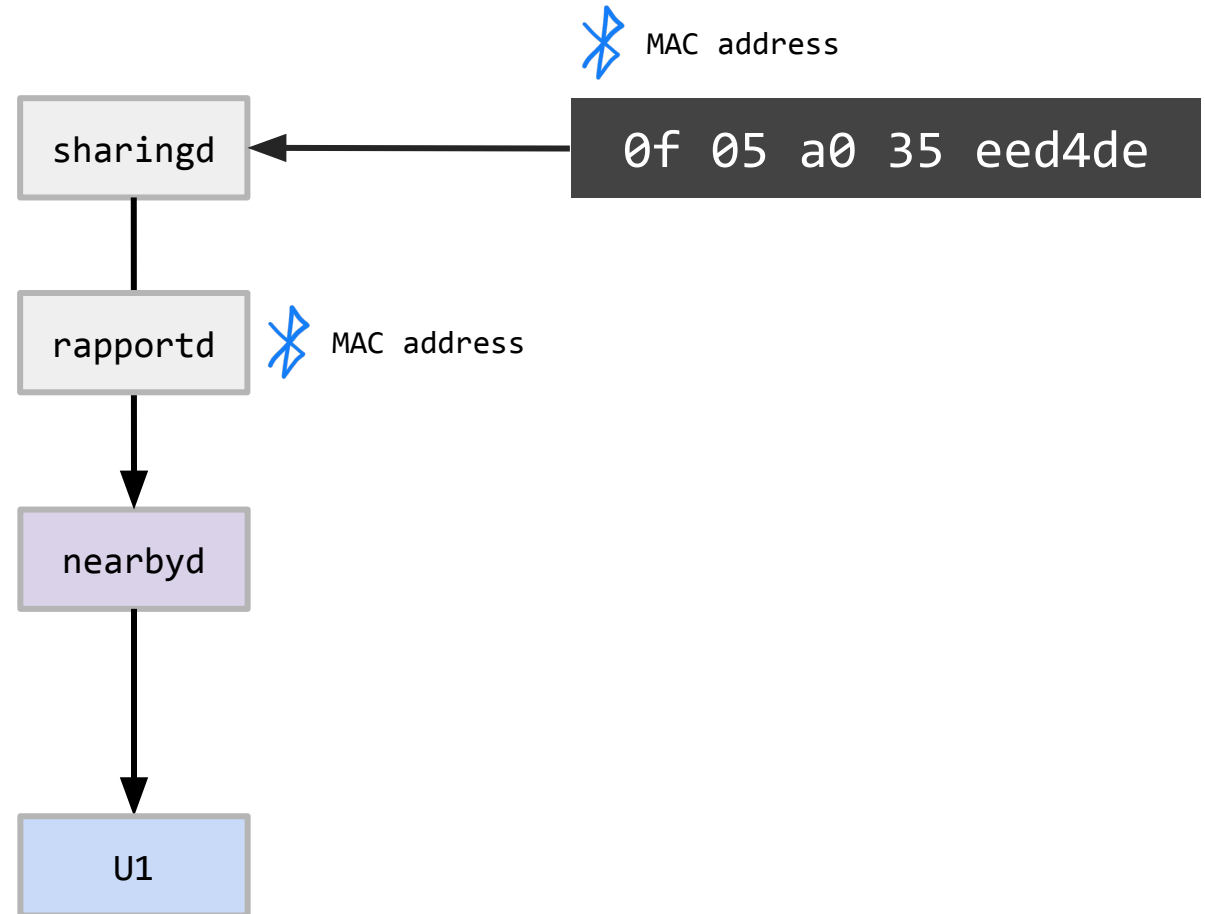 MAC address
sharingd
0f 05 a0 35 eed4de
rapportd
MAC address
nearbyd
U1